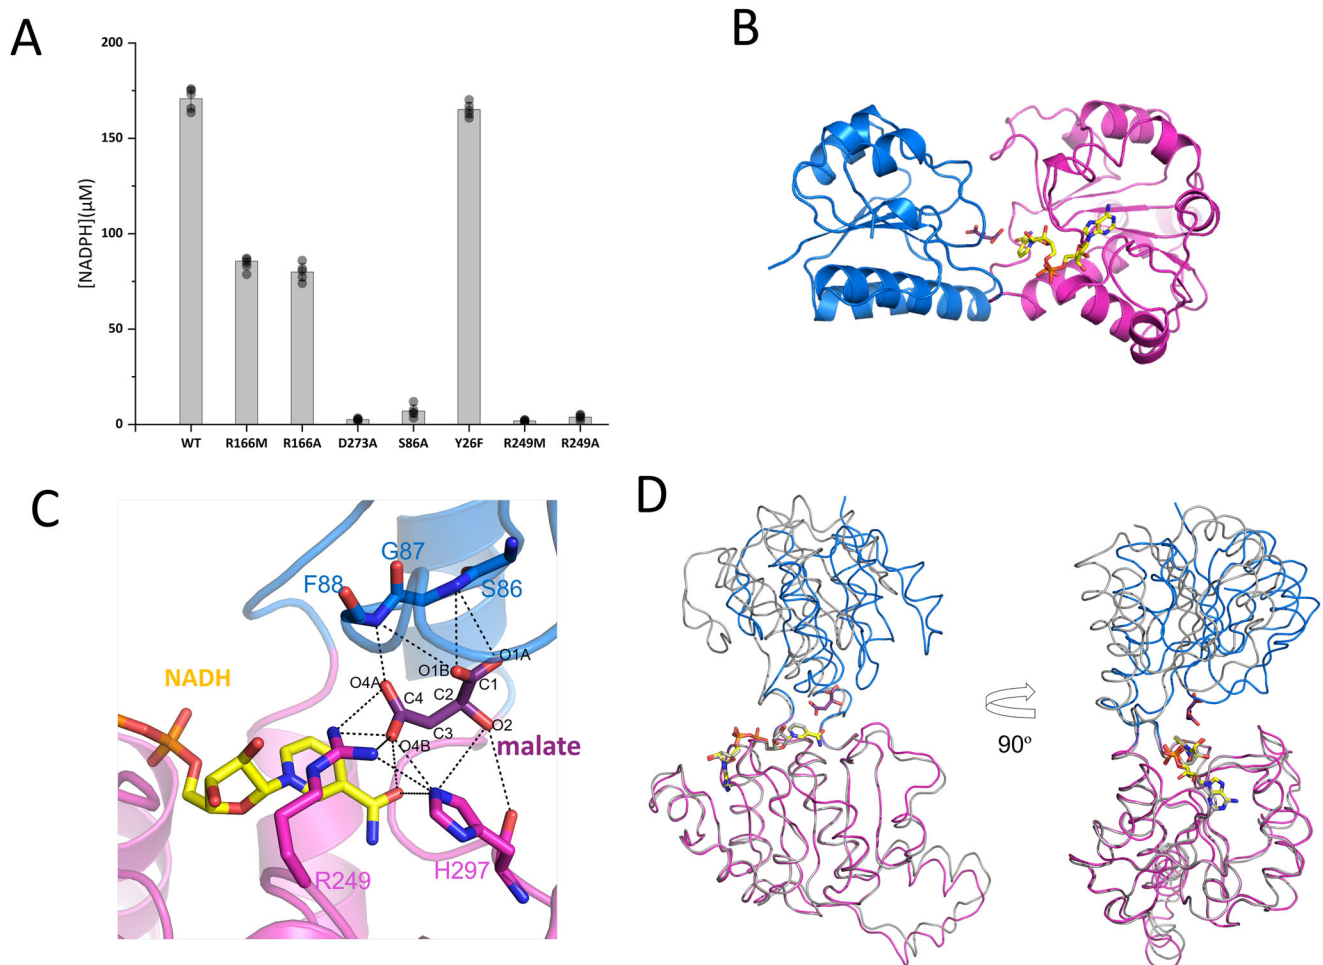 A
B
200
150
100
50
0
[NADPH](µM)
WT R166M R166A D273A S86A Y26F R249M R249A
C
D
G87
F88
S86
O1A
O1B
NADH
O4A
C4
C2
C1
C3
O2
O4B
malate
R249
H297
90º